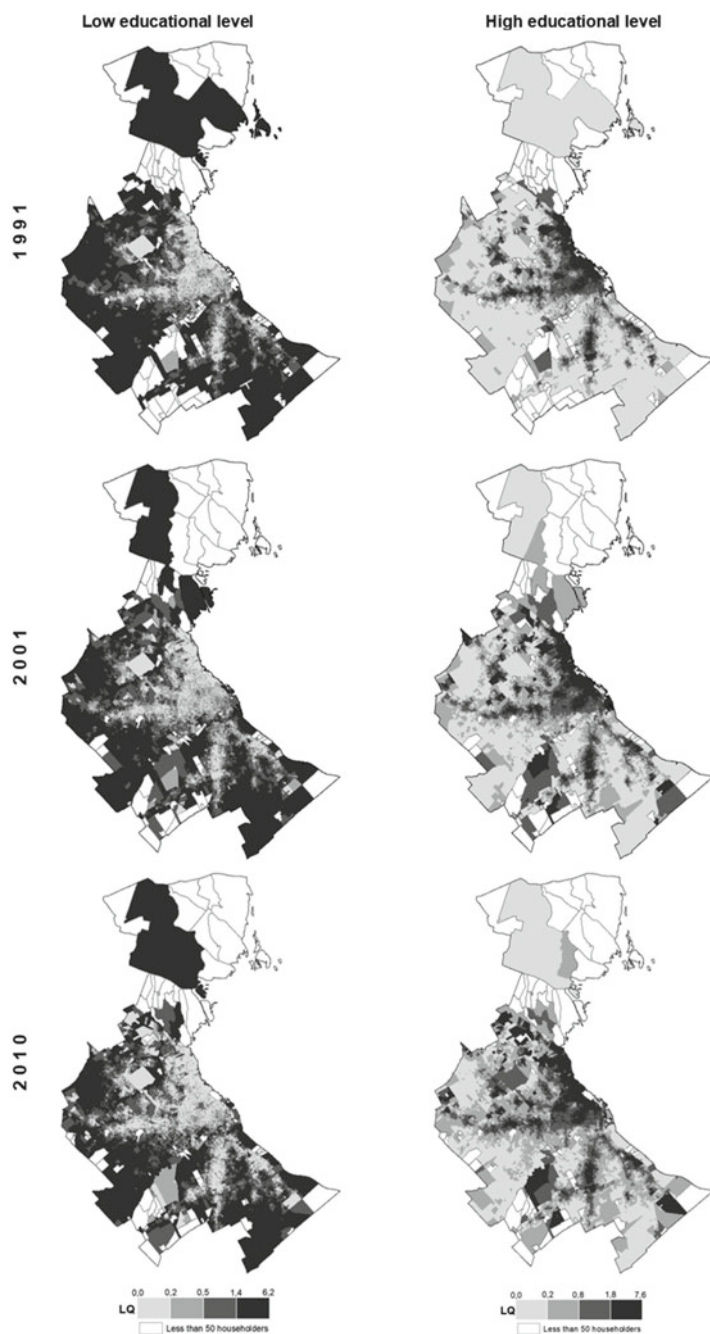 Low educational level
High educational level
1991
2001
2010
0,0 0,2 0,5 1,4 6,2
LQ
Less than 50 householders
0,0 0,2 0,8 1,8 7,6
LQ
Less than 50 householders